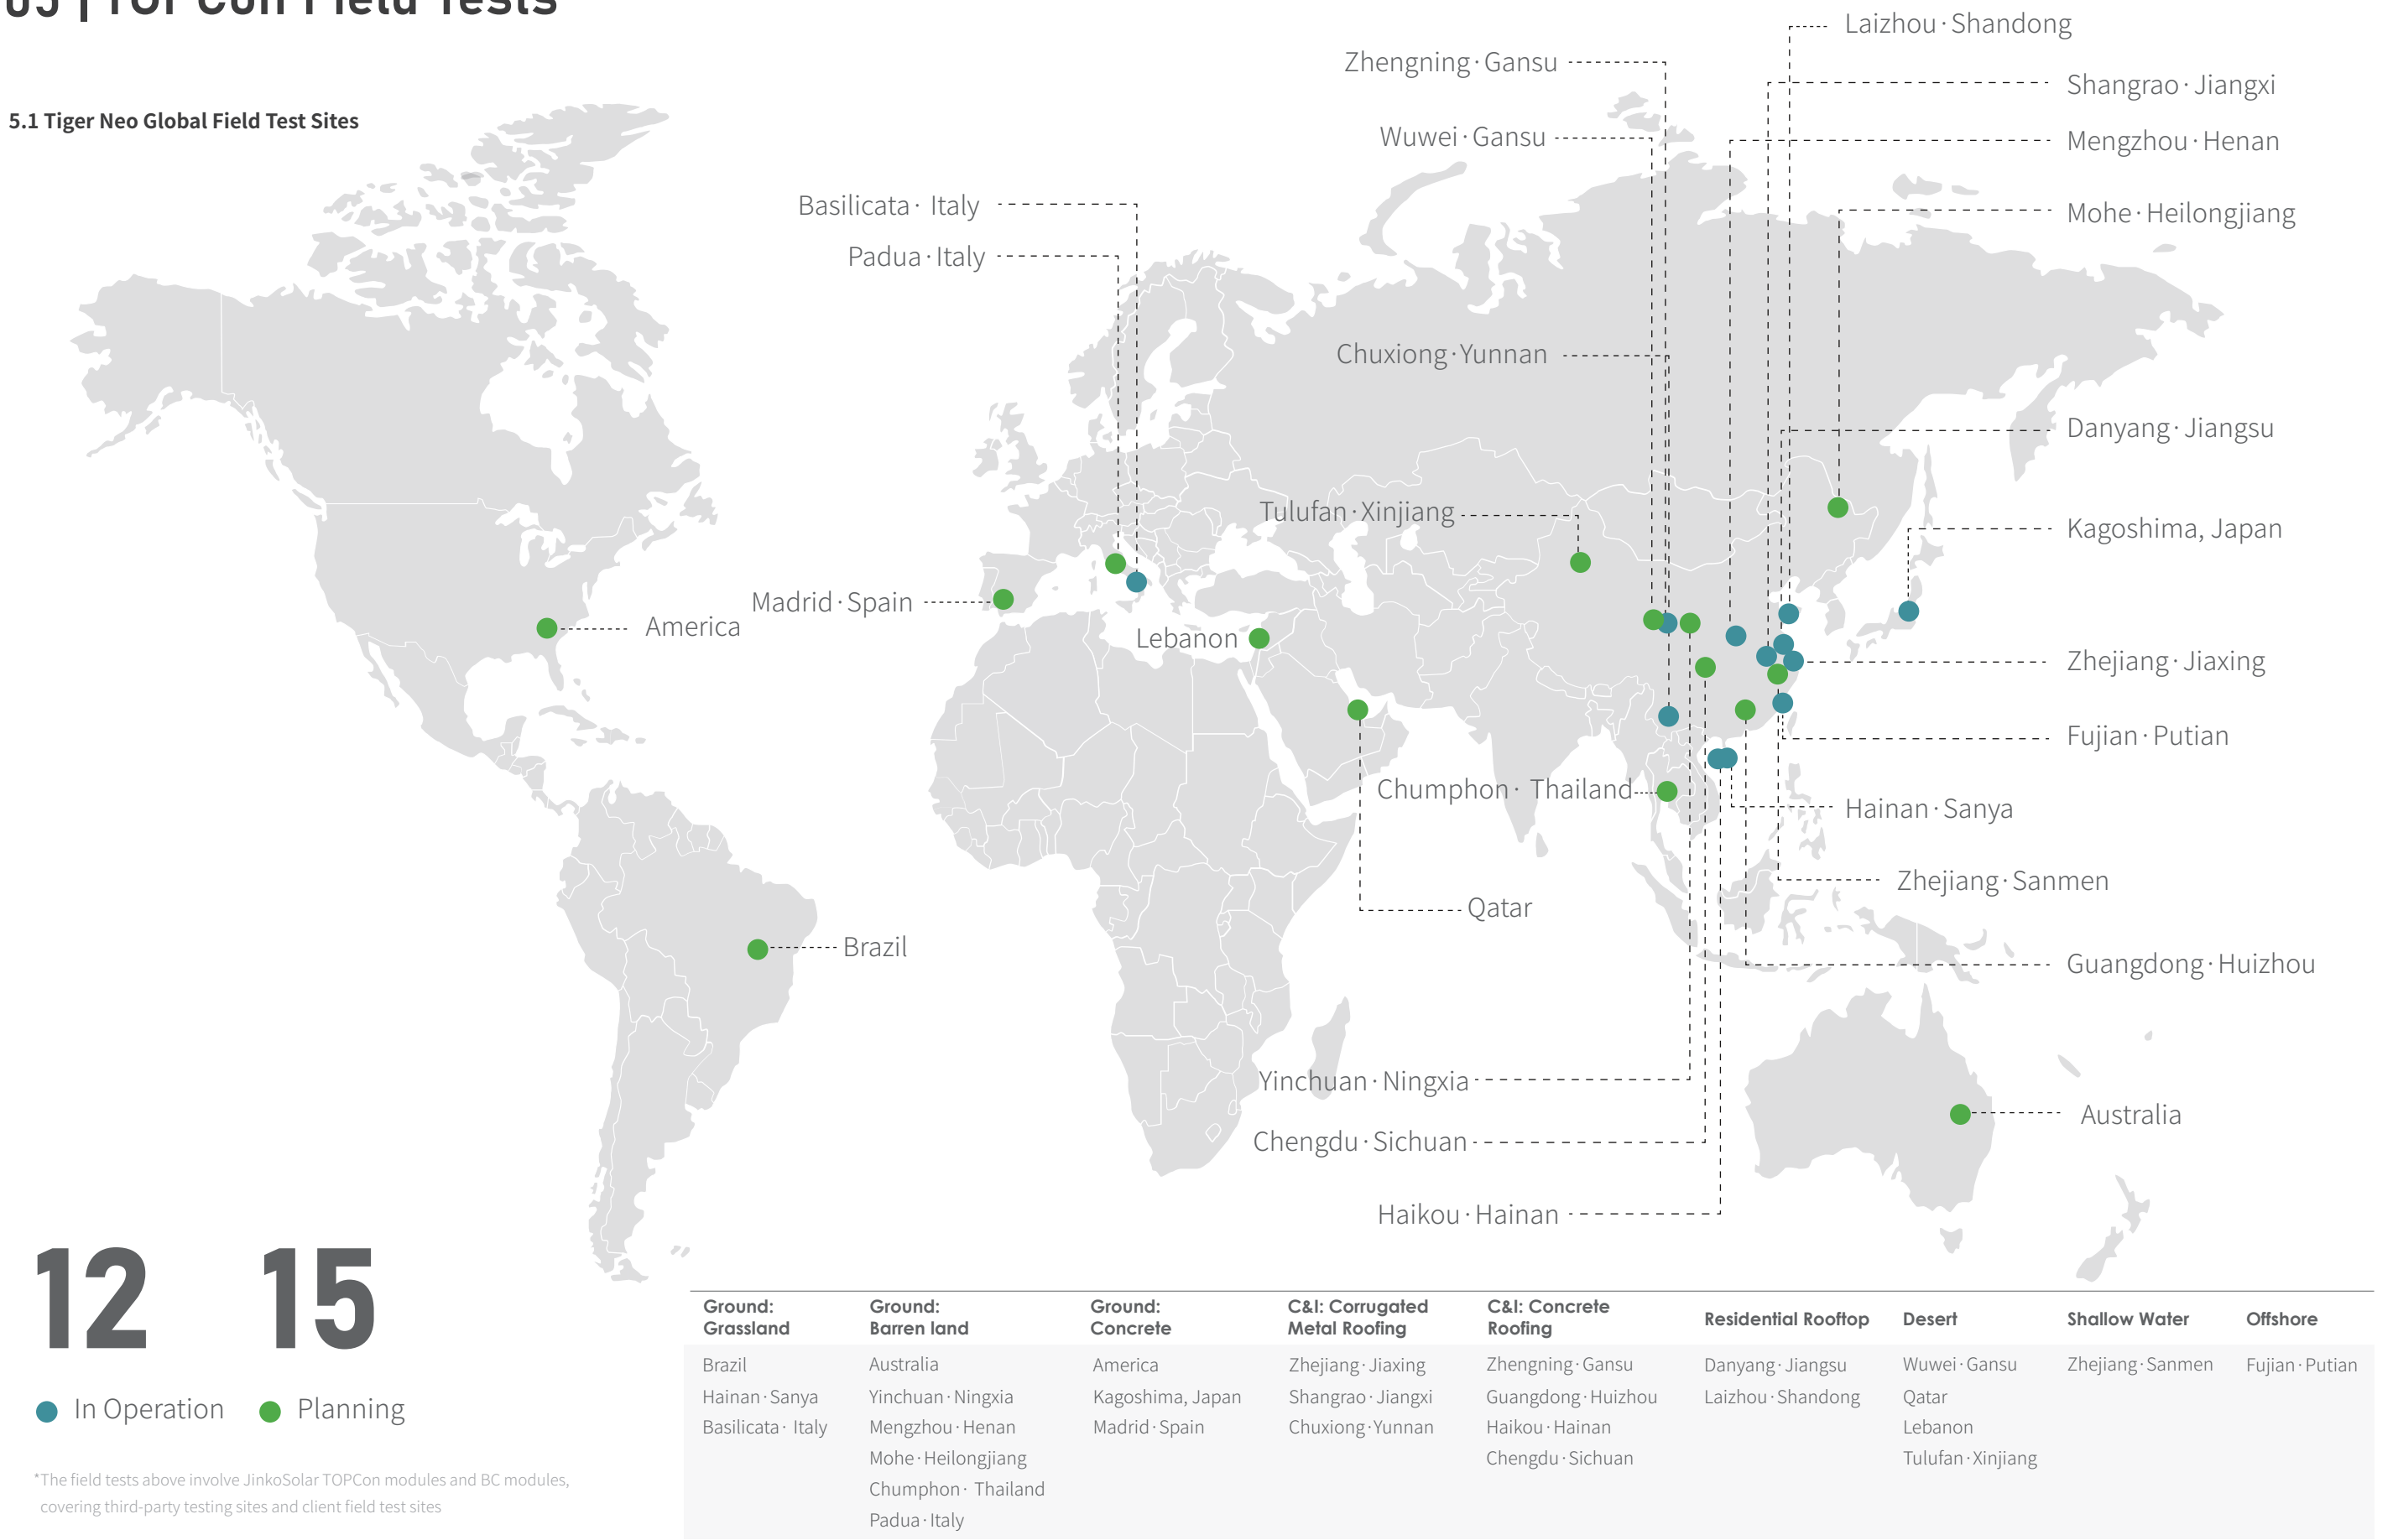 05 | TOPCon Field Tests
5.1 Tiger Neo Global Field Test Sites
Laizhou·Shandong
Zhengning·Gansu
Shangrao·Jiangxi
Wuwei·Gansu
Mengzhou·Henan
Basilicata· Italy
Mohe·Heilongjiang
Padua·Italy
Chuxiong·Yunnan
Danyang·Jiangsu
Tulufan·Xinjiang
Kagoshima, Japan
Madrid·Spain
America
Lebanon
Zhejiang·Jiaxing
Fujian·Putian
Chumphon· Thailand
Hainan·Sanya
Zhejiang·Sanmen
Qatar
Brazil
Guangdong·Huizhou
Yinchuan·Ningxia
Australia
Chengdu·Sichuan
Haikou·Hainan
12 15
In Operation Planning
*The field tests above involve JinkoSolar TOPCon modules and BC modules,
covering third-party testing sites and client field test sites
Ground:
Grassland
Brazil
Hainan·Sanya
Basilicata· Italy
Ground:
Barren land
Australia
Yinchuan·Ningxia
Mengzhou·Henan
Mohe·Heilongjiang
Chumphon· Thailand
Padua·Italy
Ground:
Concrete
America
Kagoshima, Japan
Madrid·Spain
C&I: Corrugated
Metal Roofing
Zhejiang·Jiaxing
Shangrao·Jiangxi
Chuxiong·Yunnan
C&I: Concrete
Roofing
Zhengning·Gansu
Guangdong·Huizhou
Haikou·Hainan
Chengdu·Sichuan
Residential Rooftop
Danyang·Jiangsu
Laizhou·Shandong
Desert
Wuwei·Gansu
Qatar
Lebanon
Tulufan·Xinjiang
Shallow Water
Zhejiang·Sanmen
Offshore
Fujian·Putian